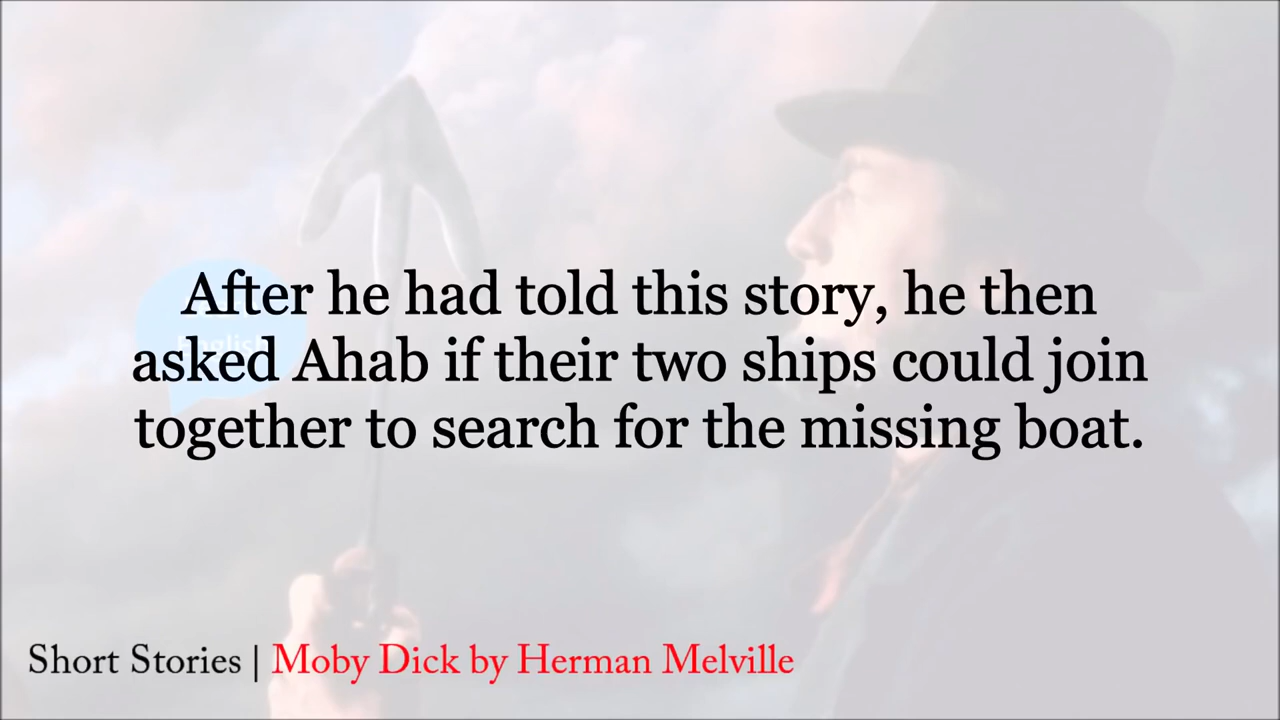 After he had told this story, he then
asked Ahab if their two ships could join
together to search for the missing boat.
English
Short Stories | Moby Dick by Herman Melville